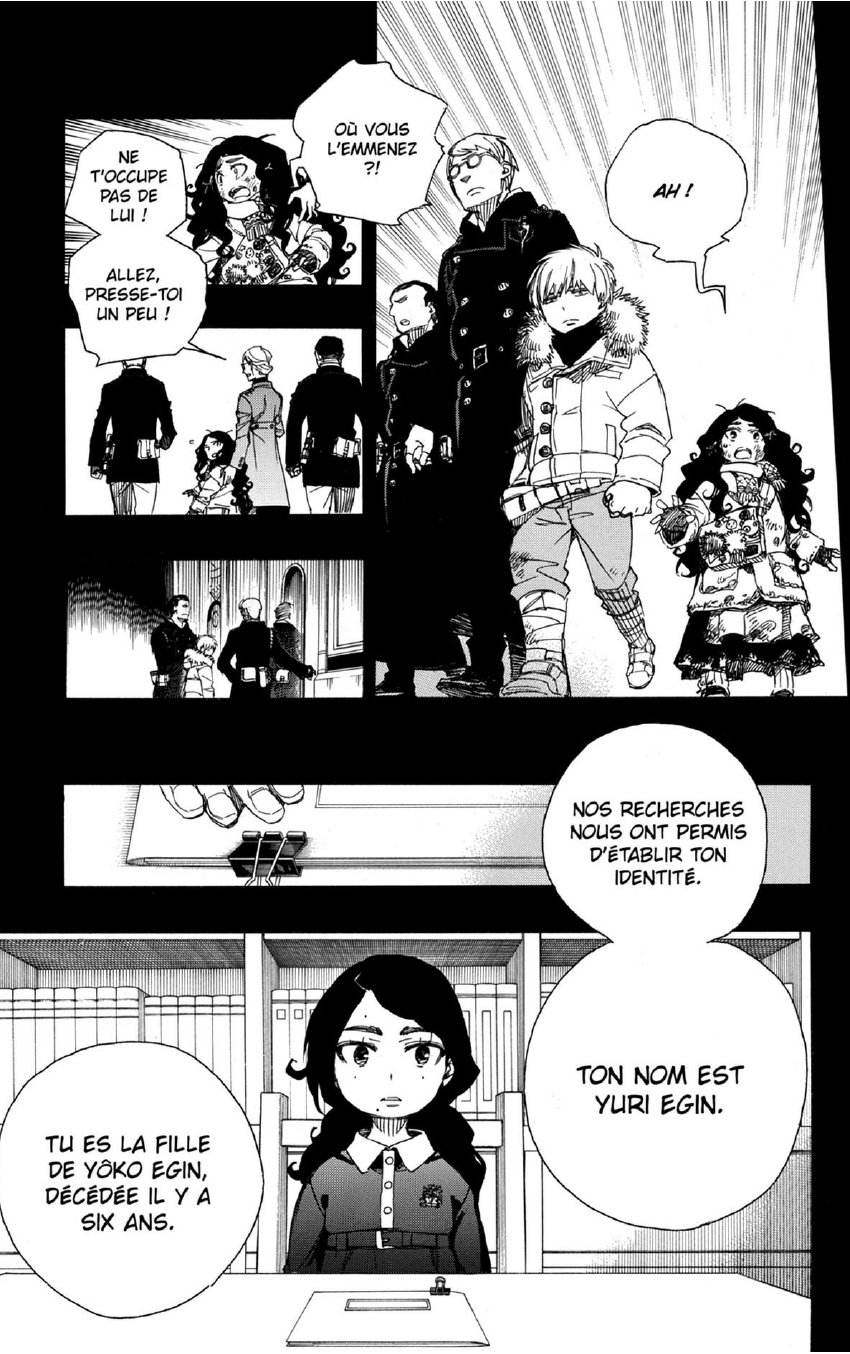 AH !
OÙ VOUS
L'EMMENEZ
?!
NE
T'OCCUPE
PAS DE
LUI !
ALLEZ,
PRESSE-TOI
UN PEU !
NOS RECHERCHES
NOUS ONT PERMIS
D'ÉTABLIR TON
IDENTITÉ.
TON NOM EST
YURI EGIN.
TU ES LA FILLE
DE YÔKO EGIN,
DÉCÉDÉE IL Y A
SIX ANS.